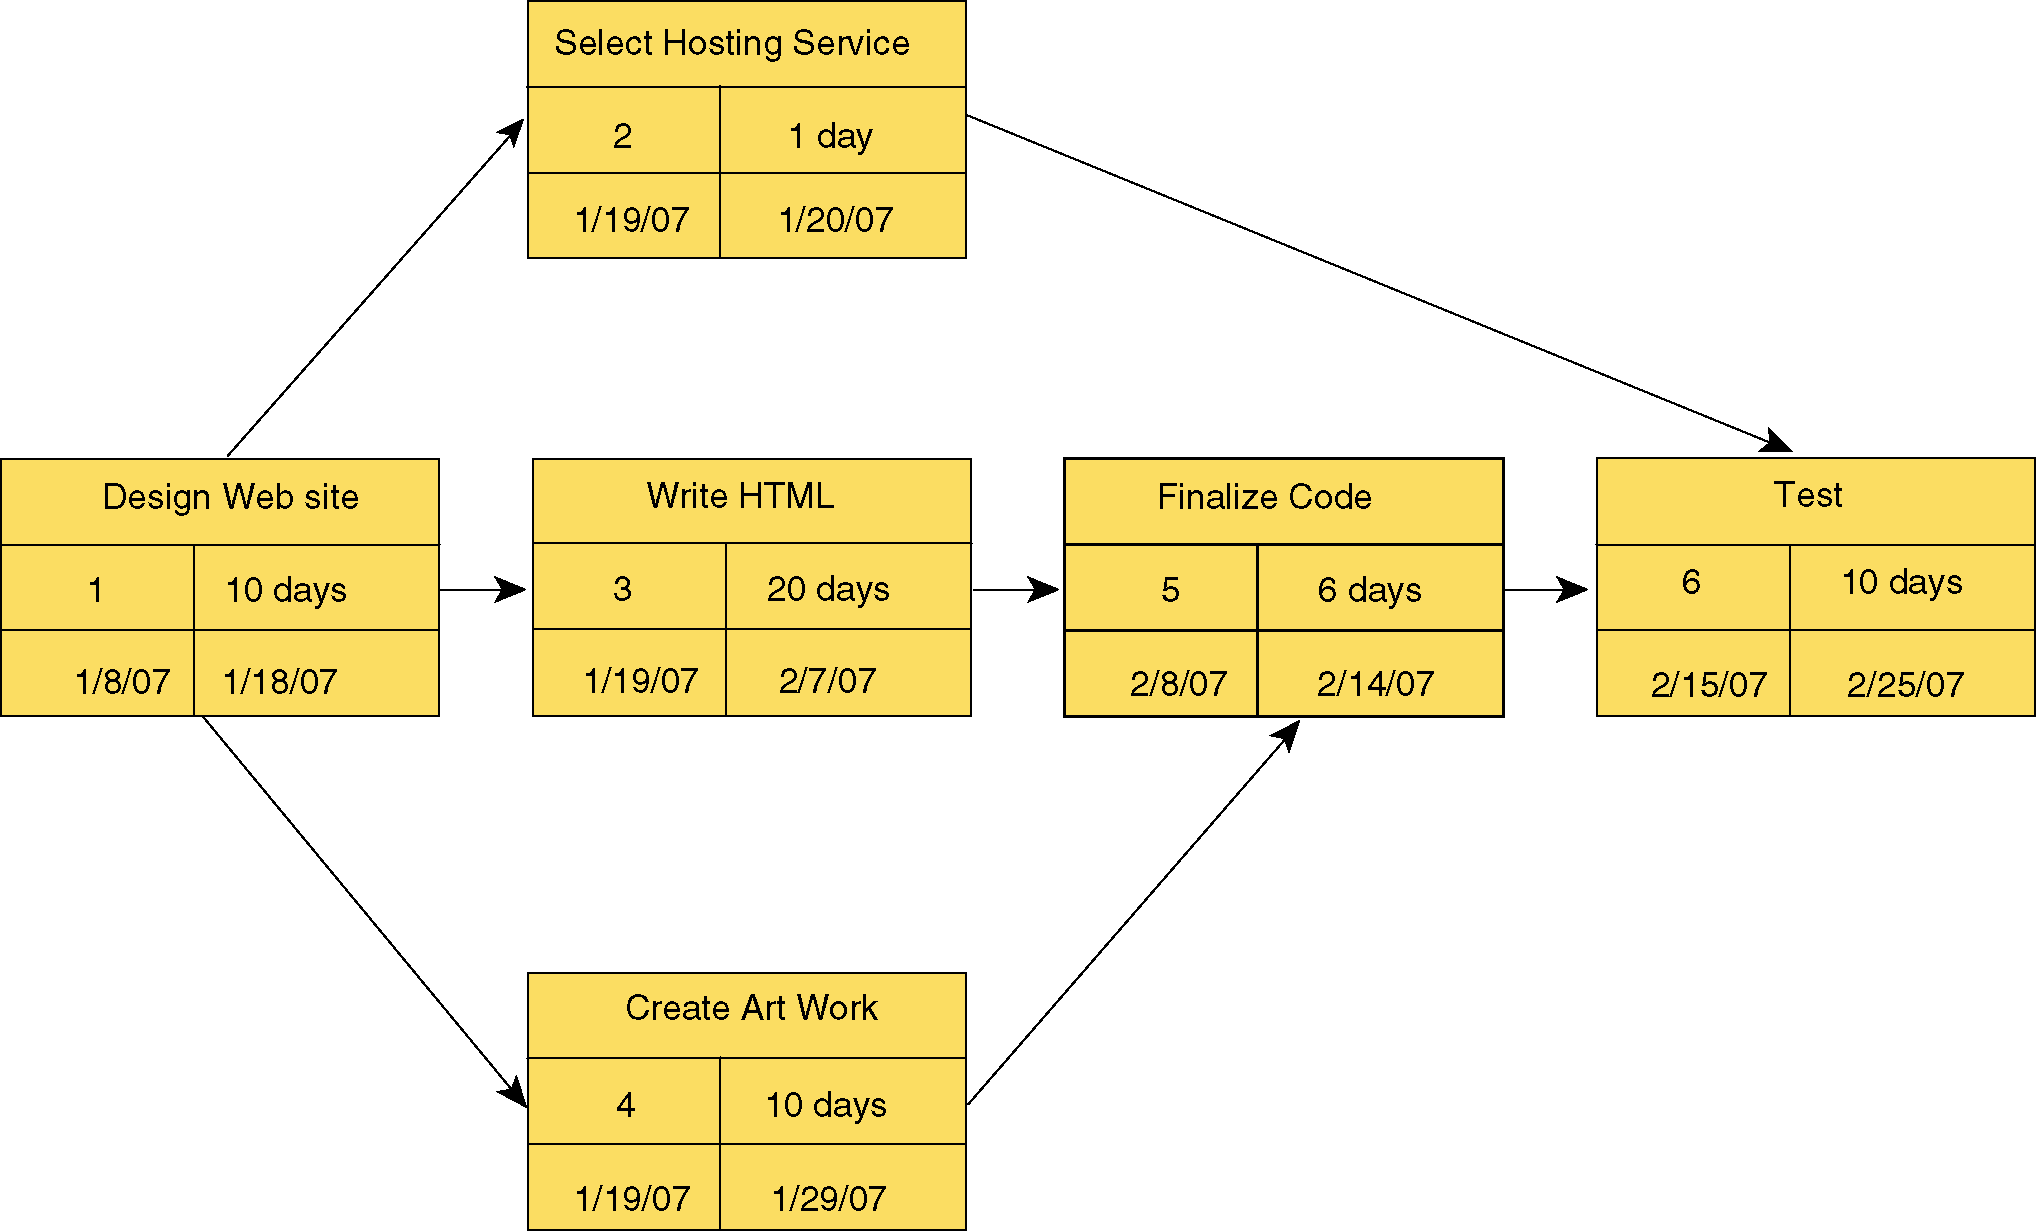 Select Hosting Service
2 1 day
1/19/07 1/20/07
Design Web site
1 10 days
1/8/07 1/18/07
Write HTML
3 20 days
1/19/07 2/7/07
Finalize Code
5 6 days
2/8/07 2/14/07
Test
6 10 days
2/15/07 2/25/07
Create Art Work
4 10 days
1/19/07 1/29/07